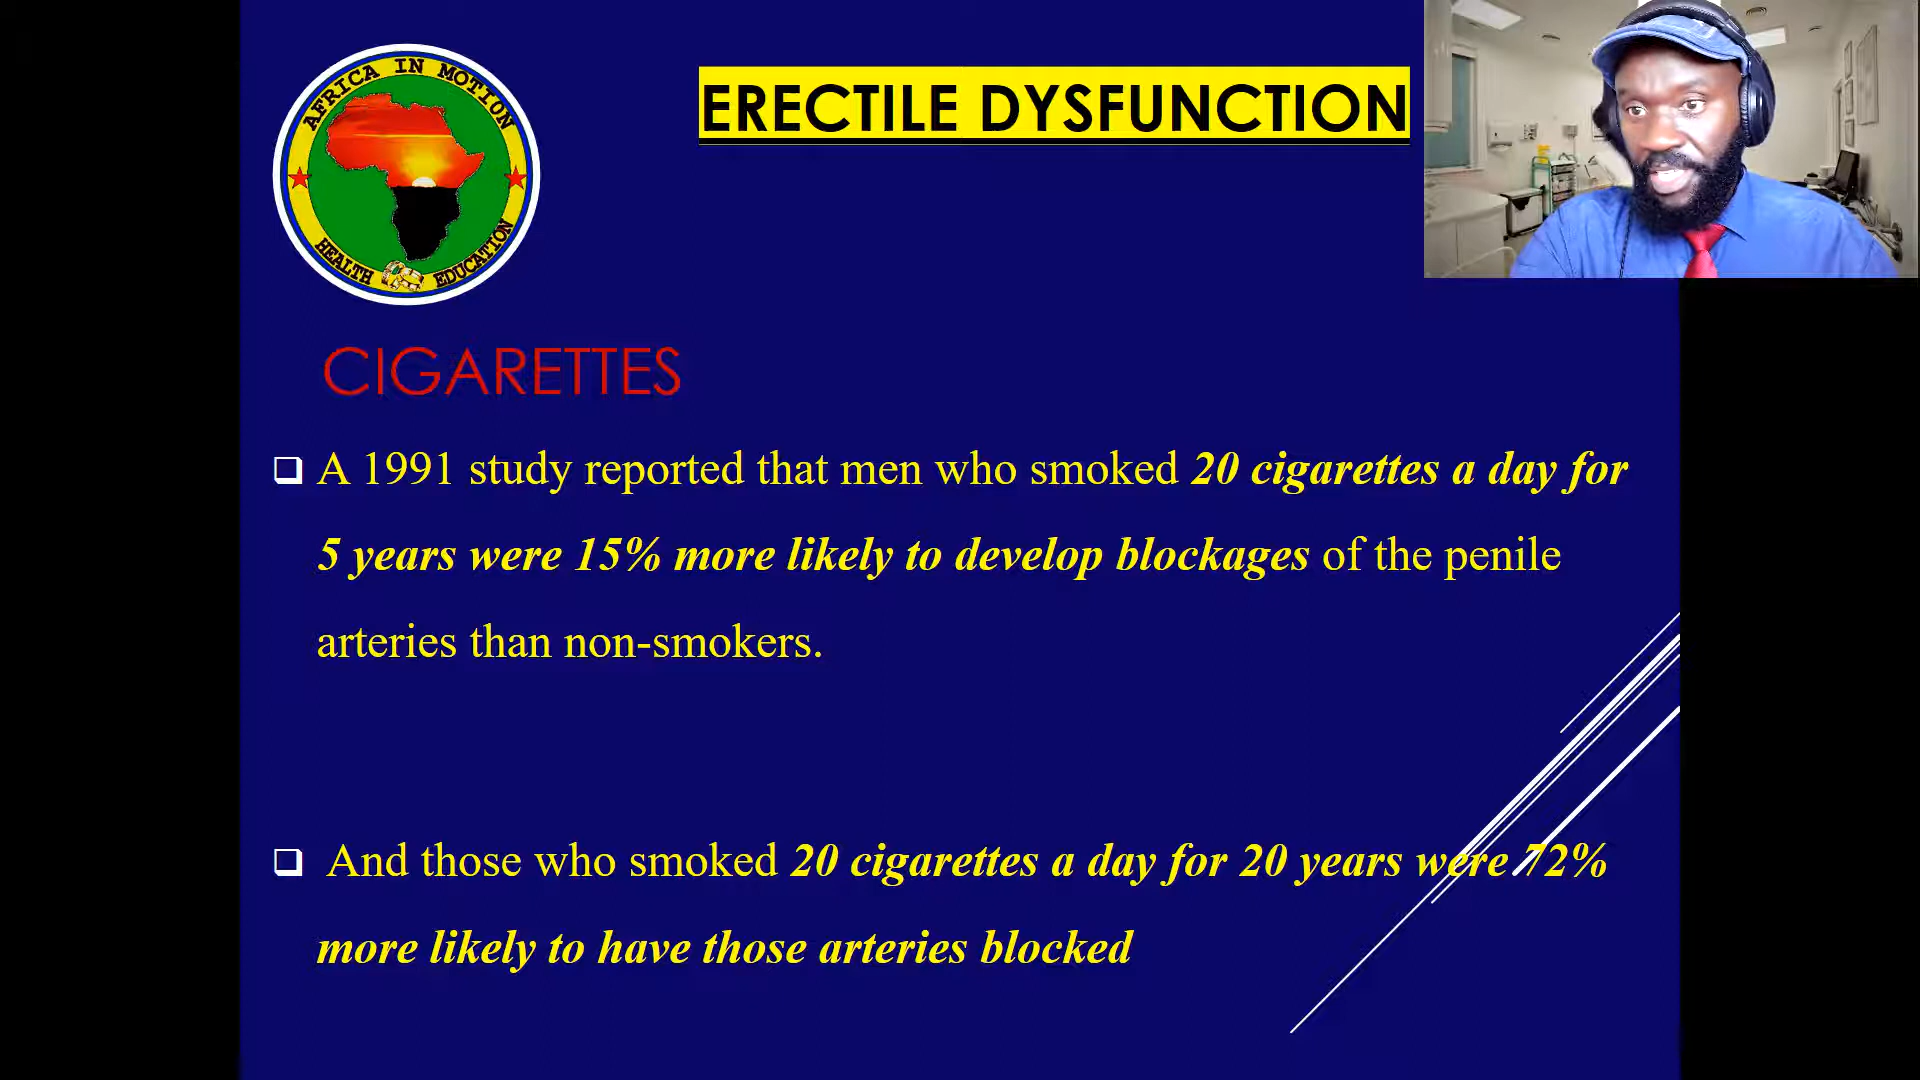 AFRICA IN MOTION
HEALTH EDUCATION
ERECTILE DYSFUNCTION
CIGARETTES
A 1991 study reported that men who smoked 20 cigarettes a day for
5 years were 15% more likely to develop blockages of the penile
arteries than non-smokers.
And those who smoked 20 cigarettes a day for 20 years were 72%
more likely to have those arteries blocked